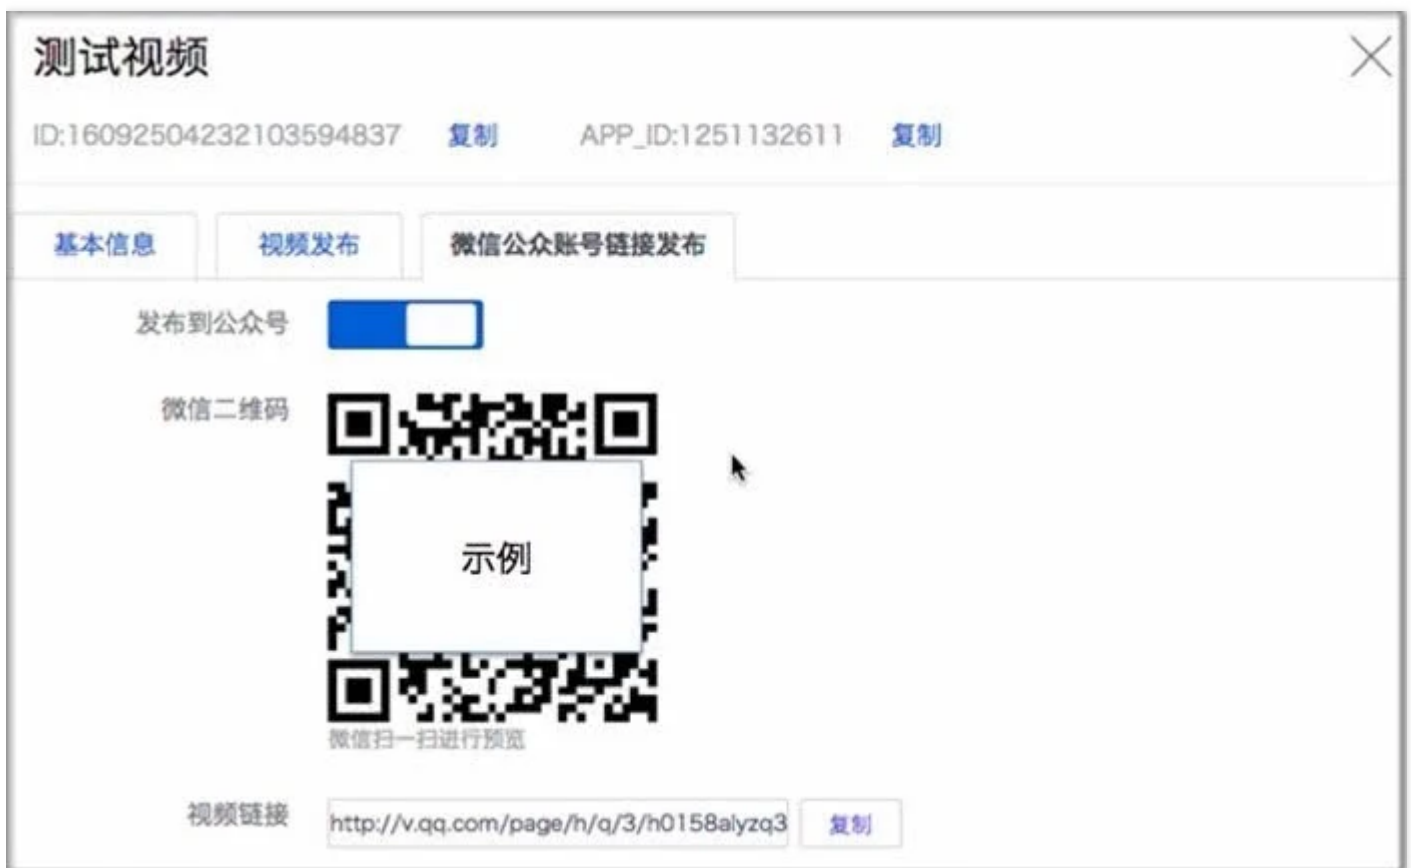 测试视频
ID:16092504232103594837 复制 APP_ID:1251132611 复制
基本信息 视频发布 微信公众账号链接发布
发布到公众号
微信二维码
示例
微信扫一扫进行预览
视频链接 http://v.qq.com/page/h/q/3/h0158alyzq3 复制